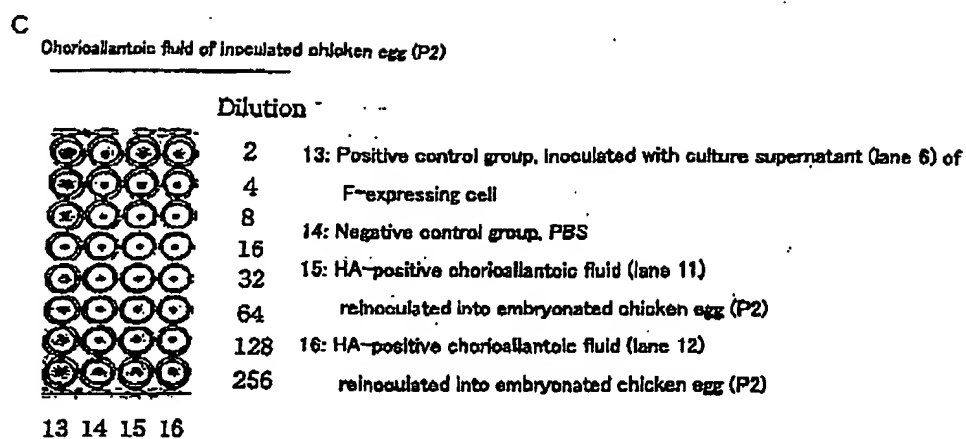 C
Chorioallantoic fluid of inoculated chicken egg (P2)
Dilution
2
4
8
16
32
64
128
256
13: Positive control group, inoculated with culture supernatant (lane 6) of
F-expressing cell
14: Negative control group, PBS
15: HA-positive chorioallantoic fluid (lane 11)
reinoculated into embryonated chicken egg (P2)
16: HA-positive chorioallantoic fluid (lane 12)
reinoculated into embryonated chicken egg (P2)
13 14 15 16